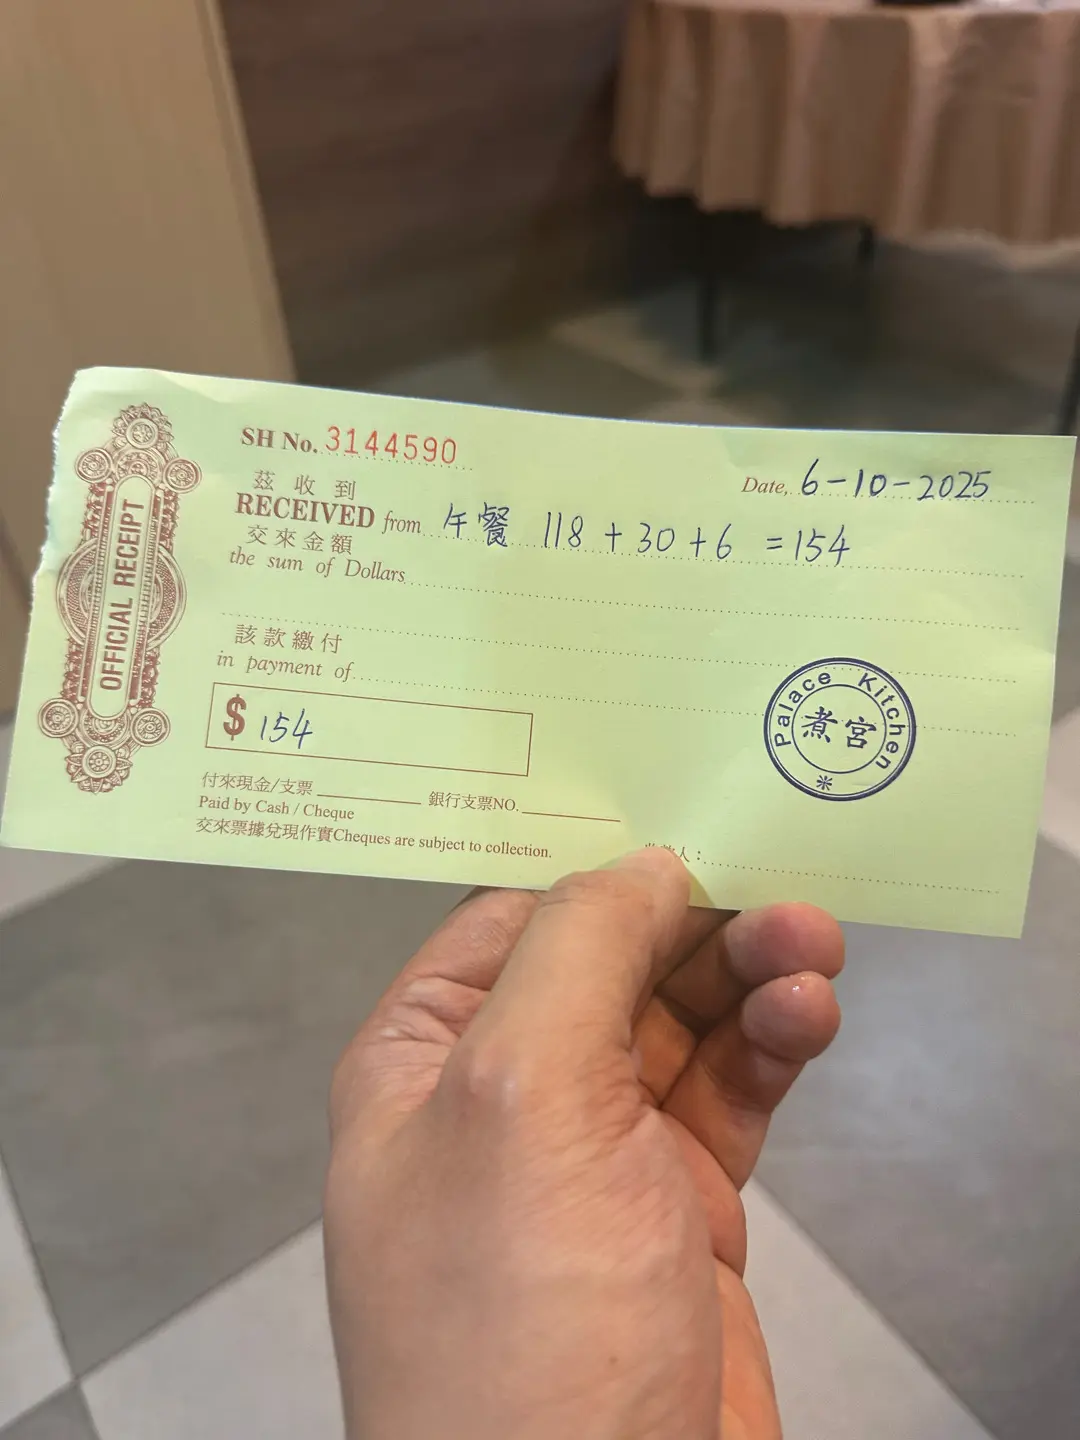 SH No. 3144590
Date, 6-10-2025
茲收到
RECEIVED from 午餐 118 + 30 + 6 = 154
交來金額
the sum of Dollars
該款繳付
in payment of
$ 154
付來現金/支票 銀行支票NO.
Paid by Cash / Cheque
交來票據兌現作實Cheques are subject to collection.
人：
OFFICIAL RECEIPT
Palace Kitchen
煮宮